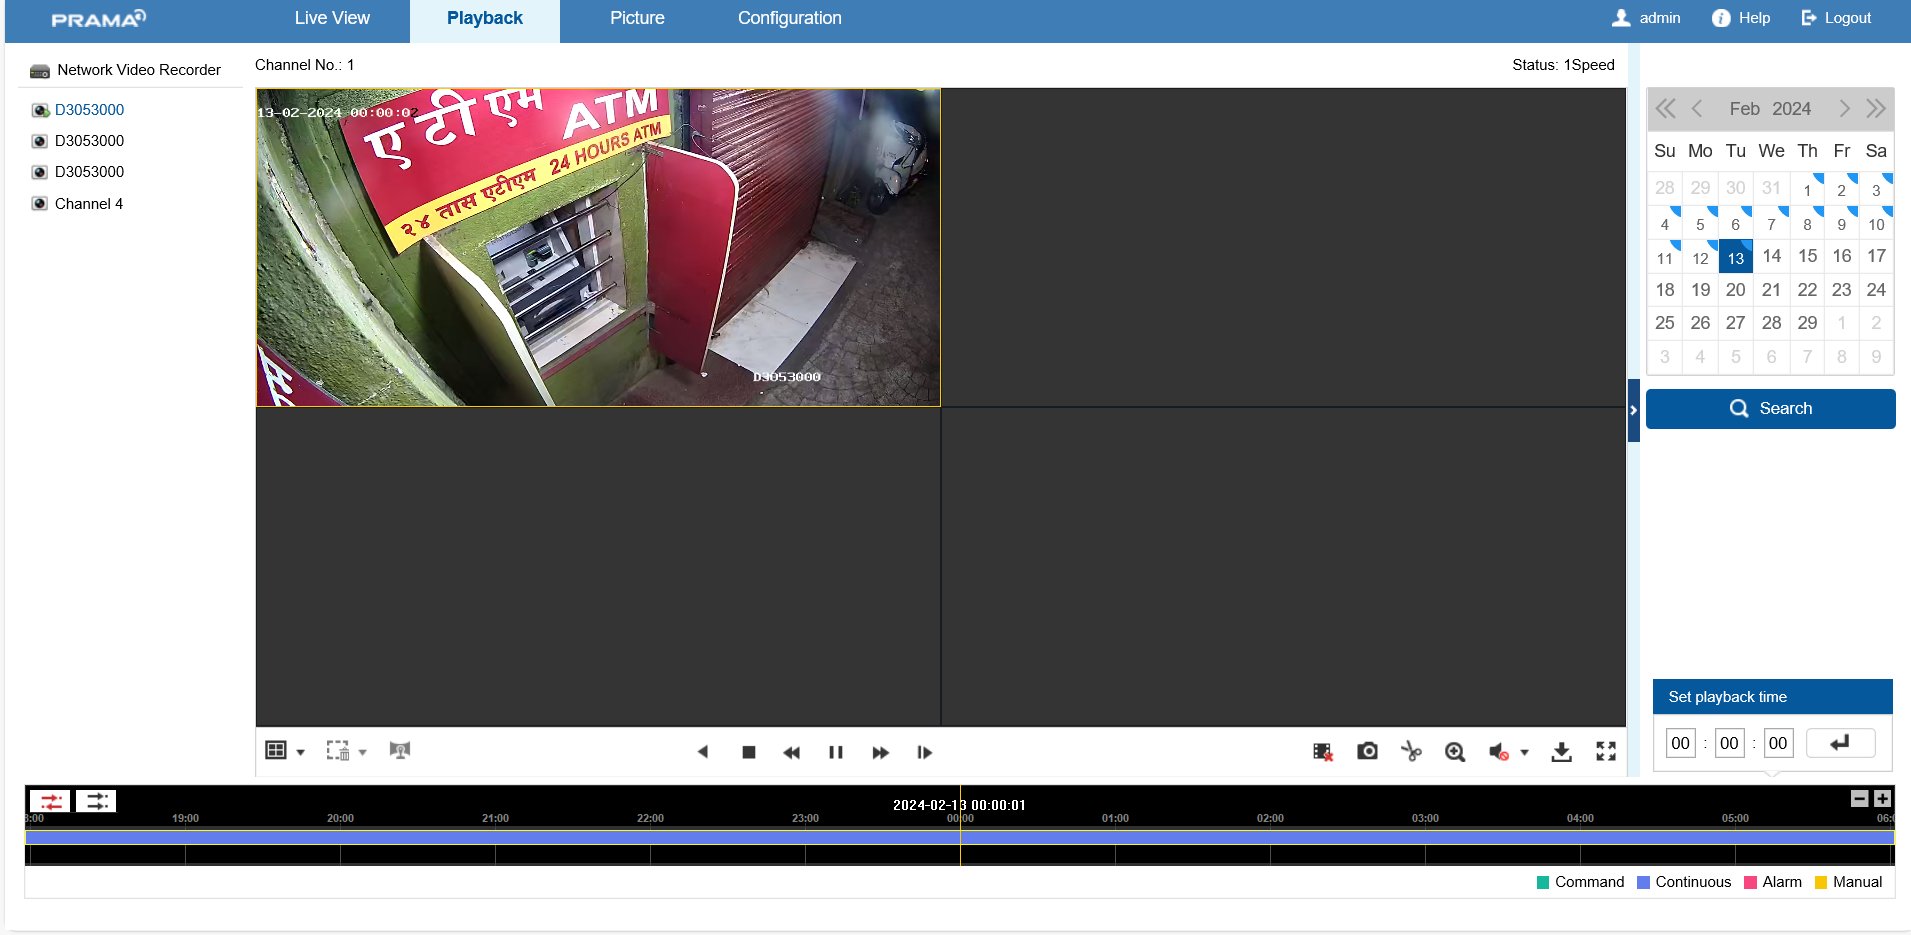 PRAMA
Live View
Playback
Picture
Configuration
admin
Help
Logout
Network Video Recorder
D3053000
D3053000
D3053000
Channel 4
Channel No.: 1
Status: 1Speed
13-02-2024 00:00:02
ए टी एम ATM
२४ तास एटीएम 24 HOURS ATM
D3053000
Feb 2024
Su Mo Tu We Th Fr Sa
28 29 30 31 1 2 3
4 5 6 7 8 9 10
11 12 13 14 15 16 17
18 19 20 21 22 23 24
25 26 27 28 29 1 2
3 4 5 6 7 8 9
Search
Set playback time
00 : 00 : 00
2024-02-13 00:00:01
19:00 20:00 21:00 22:00 23:00 00:00 01:00 02:00 03:00 04:00 05:00
Command Continuous Alarm Manual